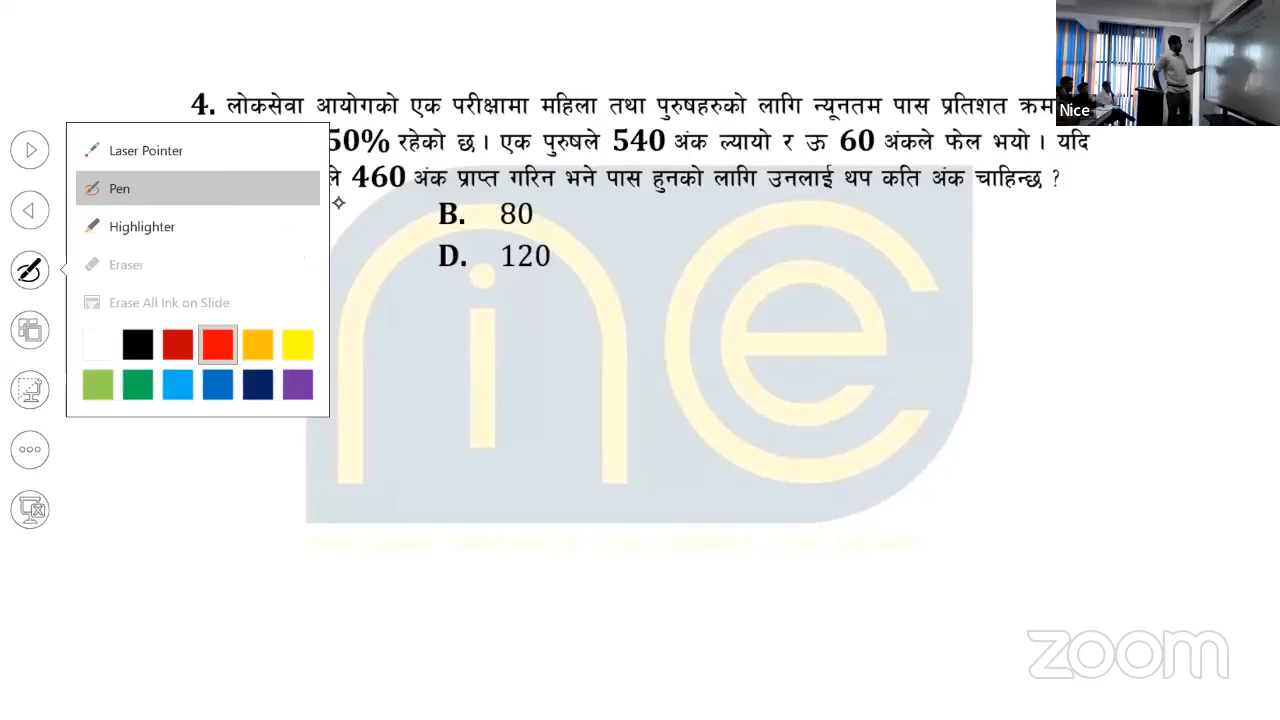 4. लोकसेवा आयोगको एक परीक्षामा महिला तथा पुरुषहरुको लागि न्यूनतम पास प्रतिशत क्रम
50% रहेको छ। एक पुरुषले 540 अंक ल्यायो र ऊ 60 अंकले फेल भयो। यदि
ले 460 अंक प्राप्त गरिन भने पास हुनको लागि उनलाई थप कति अंक चाहिन्छ ?
B. 80
D. 120
Laser Pointer
Pen
Highlighter
Eraser
Erase All Ink on Slide
Nice
nice
zoom